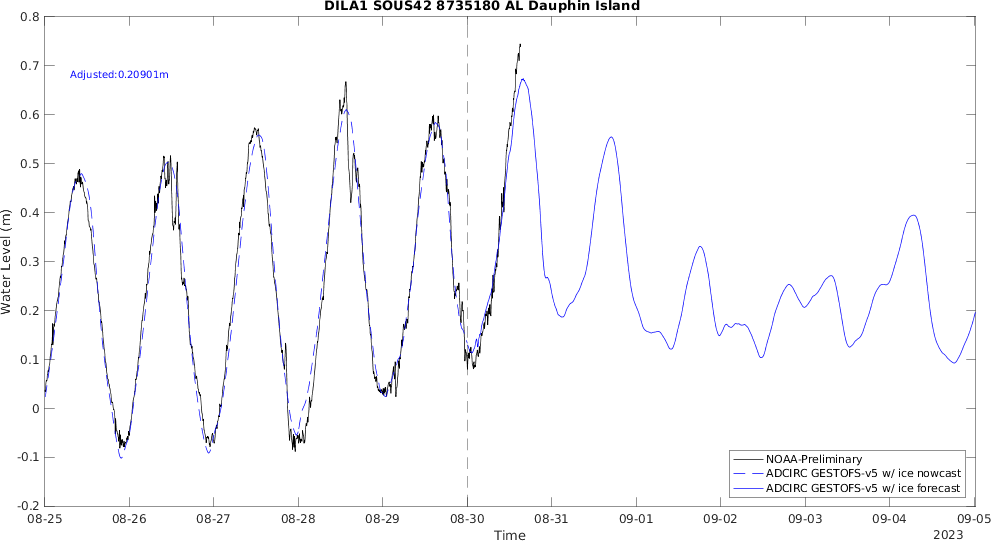 DILA1 SOUS42 8735180 AL Dauphin Island
Adjusted:0.20901m
Water Level (m)
0.8
0.7
0.6
0.5
0.4
0.3
0.2
0.1
0
-0.1
-0.2
08-25 08-26 08-27 08-28 08-29 08-30 08-31 09-01 09-02 09-03 09-04 09-05
Time
2023
NOAA-Preliminary
ADCIRC GESTOFS-v5 w/ ice nowcast
ADCIRC GESTOFS-v5 w/ ice forecast